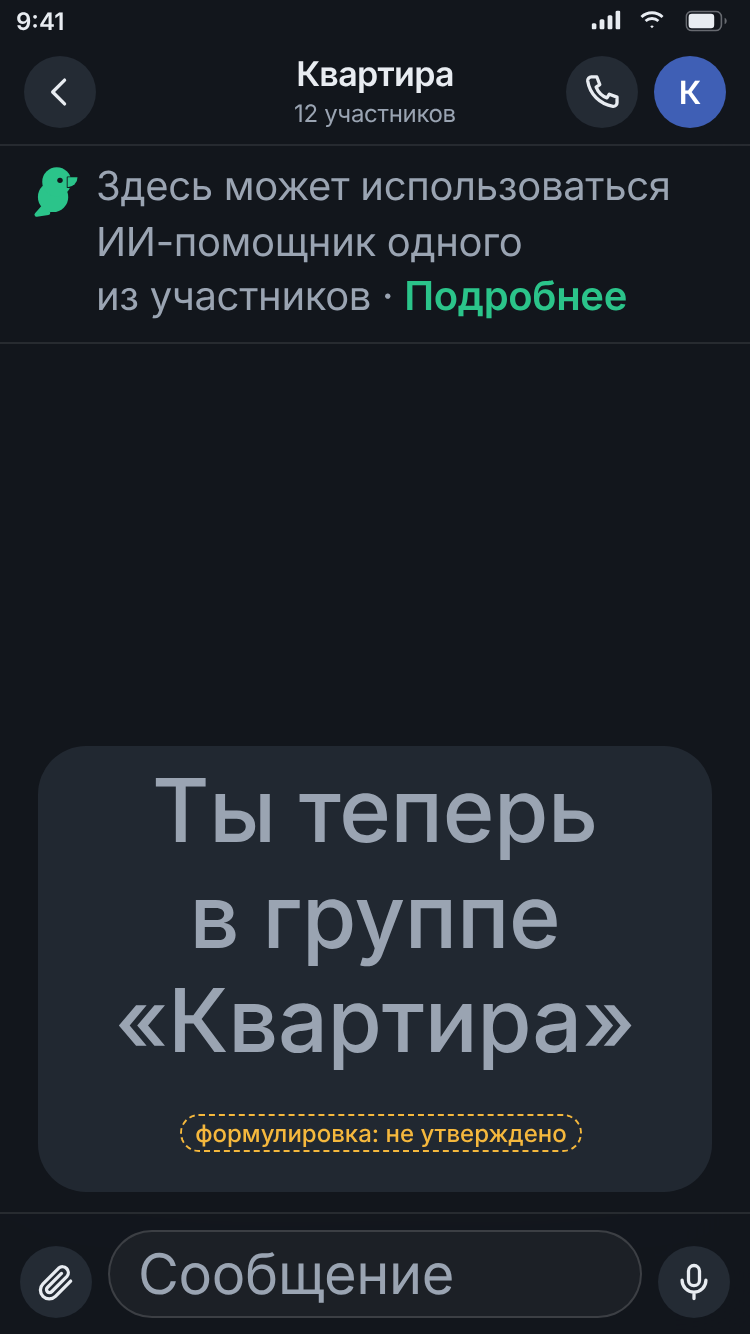 9:41
Квартира
12 участников
К
Здесь может использоваться
ИИ-помощник одного
из участников · Подробнее
Ты теперь
в группе
«Квартира»
формулировка: не утверждено
Сообщение